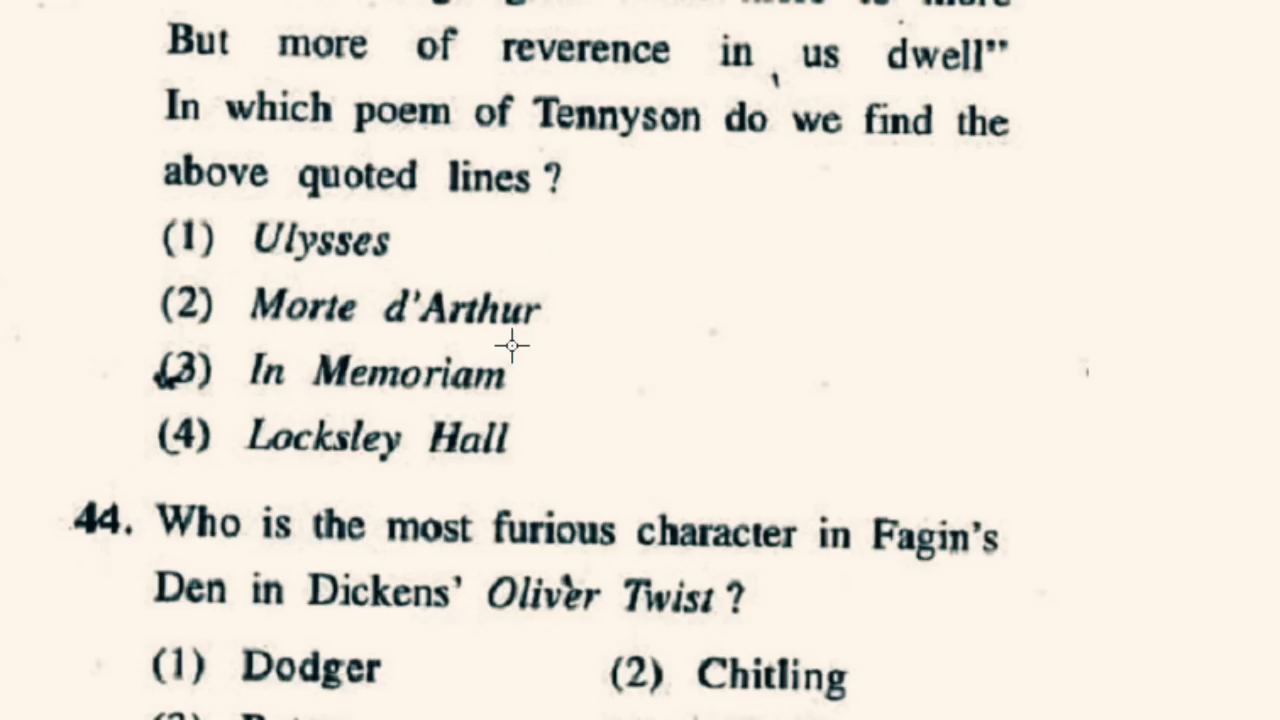 But more of reverence in us dwell"
In which poem of Tennyson do we find the
above quoted lines ?
(1) Ulysses
(2) Morte d'Arthur
(3) In Memoriam
(4) Locksley Hall
44. Who is the most furious character in Fagin's
Den in Dickens' Oliver Twist ?
(1) Dodger (2) Chitling